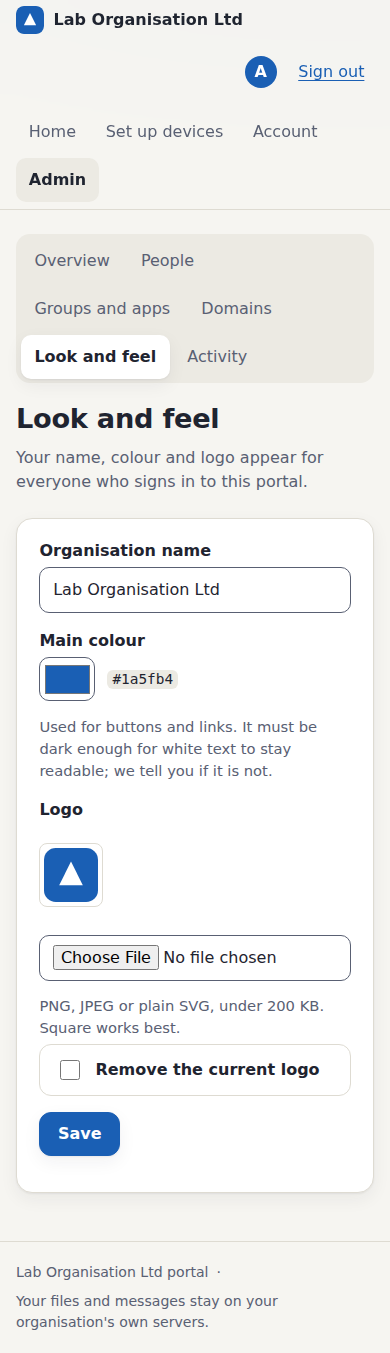 Lab Organisation Ltd
A
Sign out
Home
Set up devices
Account
Admin
Overview
People
Groups and apps
Domains
Look and feel
Activity
Look and feel
Your name, colour and logo appear for
everyone who signs in to this portal.
Organisation name
Lab Organisation Ltd
Main colour
#1a5fb4
Used for buttons and links. It must be
dark enough for white text to stay
readable; we tell you if it is not.
Logo
Choose File No file chosen
PNG, JPEG or plain SVG, under 200 KB.
Square works best.
Remove the current logo
Save
Lab Organisation Ltd portal ·
Your files and messages stay on your
organisation's own servers.